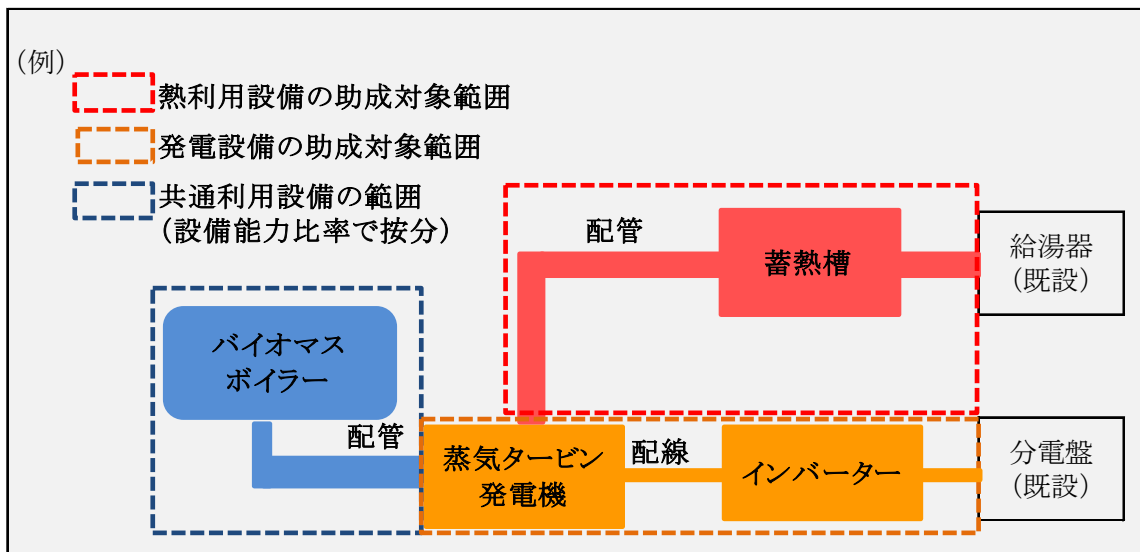 （例）
熱利用設備の助成対象範囲
発電設備の助成対象範囲
共通利用設備の範囲
（設備能力比率で按分）
配管
蓄熱槽
給湯器
（既設）
バイオマス
ボイラー
配管
蒸気タービン
発電機
配線
インバーター
分電盤
（既設）